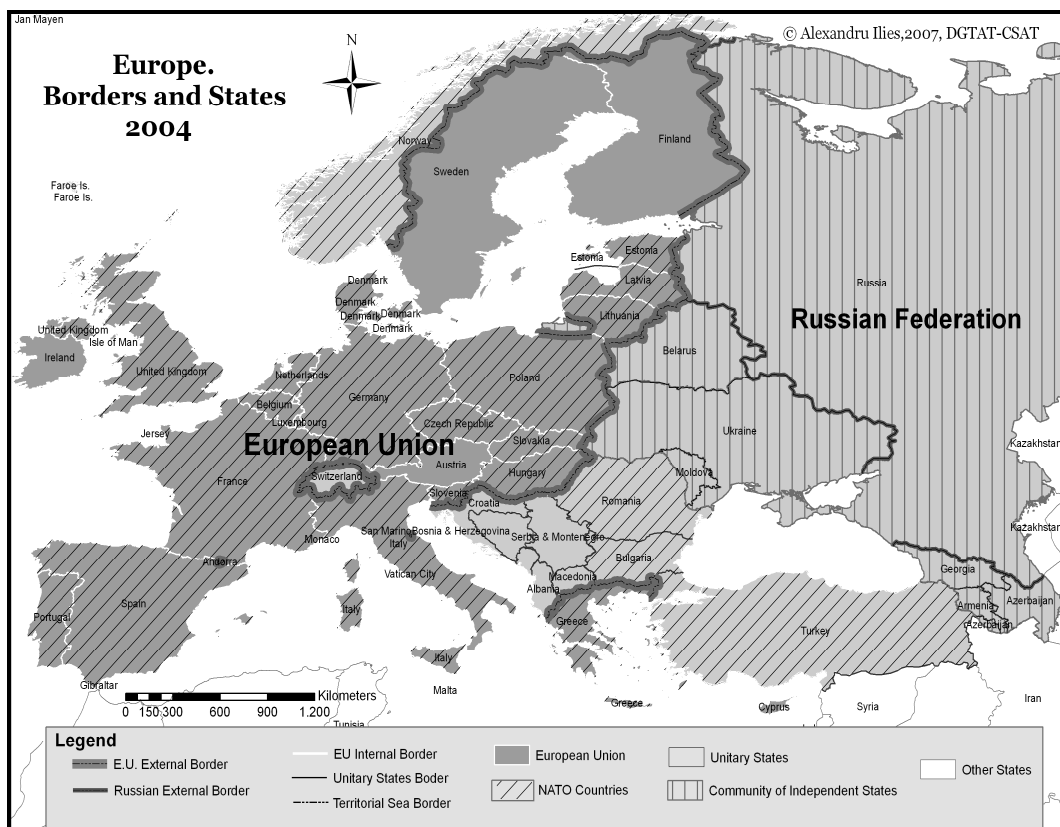 Jan Mayen
© Alexandru Ilies,2007, DGTAT-CSAT
Europe.
Borders and States
2004
N
Norway
Sweden
Finland
Faroe Is.
Faroe Is.
Estonia
Estonia
Latvia
Lithuania
Russia
Russian Federation
Denmark
Denmark
Denmark
Denmark
Denmark
United Kingdom
Isle of Man
Ireland
United Kingdom
Belarus
Netherlands
Poland
Germany
Belgium
Luxembourg
Czech Republic
Ukraine
Jersey
European Union
Slovakia
Kazakhstan
Austria
Hungary
Moldova
Switzerland
France
Slovenia
Croatia
Romania
San Marino
Bosnia & Herzegovina
Serbia & Montenegro
Kazakhstan
Monaco
Italy
Bulgaria
Andorra
Vatican City
Macedonia
Albania
Georgia
Spain
Portugal
Italy
Greece
Armenia
Azerbaijan
Azerbaijan
Turkey
Italy
Gibraltar
Malta
Greece
Cyprus
Syria
Iran
Kilometers
0 150 300 600 900 1.200
Tunisia
Legend
E.U. External Border
Russian External Border
EU Internal Border
Unitary States Boder
Territorial Sea Border
European Union
NATO Countries
Unitary States
Community of Independent States
Other States